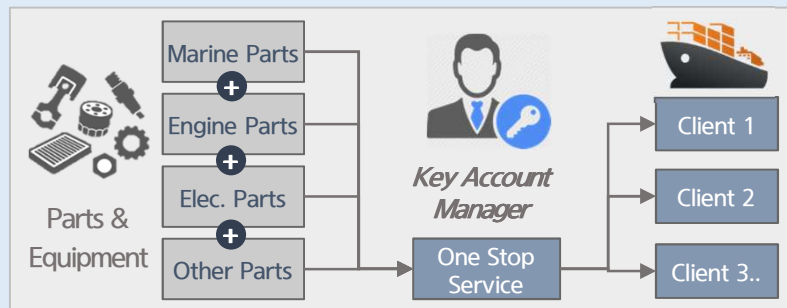 Marine Parts
+
Engine Parts
+
Elec. Parts
+
Other Parts
Parts &
Equipment
Key Account
Manager
One Stop
Service
Client 1
Client 2
Client 3..